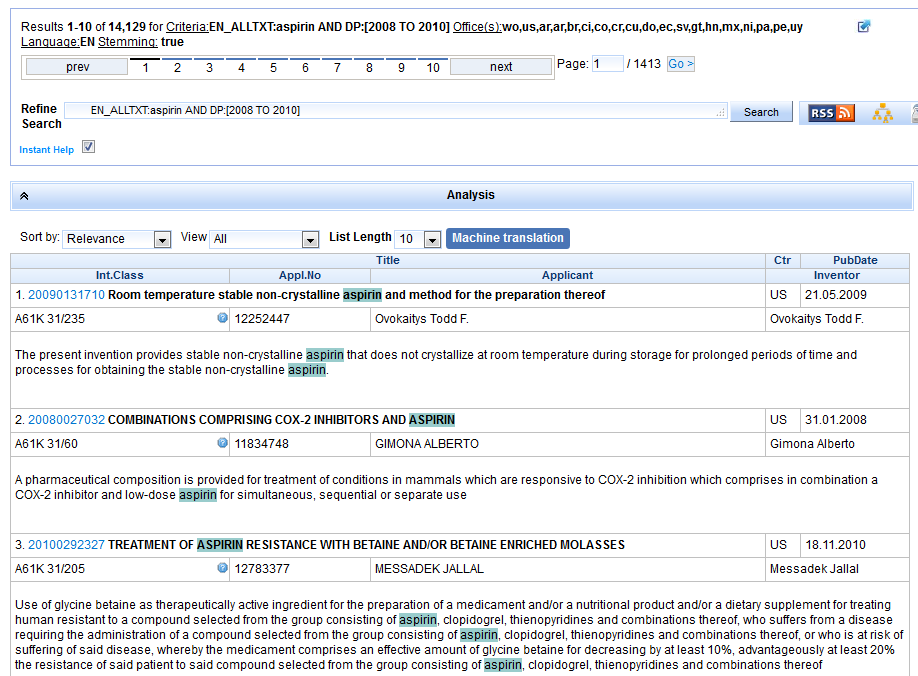 Results 1-10 of 14,129 for Criteria:EN_ALLTXT:aspirin AND DP:[2008 TO 2010] Office(s):wo,us,ar,ar,br,ci,co,cr,cu,do,ec,sv,gt,hn,mx,ni,pa,pe,uy
Language:EN Stemming: true
prev 1 2 3 4 5 6 7 8 9 10 next Page: / 1413 Go >
Refine Search EN_ALLTXT:aspirin AND DP:[2008 TO 2010] Search RSS
Instant Help
Analysis
Sort by: Relevance View All List Length 10 Machine translation
Title Ctr PubDate
Int.Class Appl.No Applicant Inventor
1. 20090131710 Room temperature stable non-crystalline aspirin and method for the preparation thereof US 21.05.2009
A61K 31/235 12252447 Ovokaitys Todd F. Ovokaitys Todd F.
The present invention provides stable non-crystalline aspirin that does not crystallize at room temperature during storage for prolonged periods of time and
processes for obtaining the stable non-crystalline aspirin.
2. 20080027032 COMBINATIONS COMPRISING COX-2 INHIBITORS AND ASPIRIN US 31.01.2008
A61K 31/60 11834748 GIMONA ALBERTO Gimona Alberto
A pharmaceutical composition is provided for treatment of conditions in mammals which are responsive to COX-2 inhibition which comprises in combination a
COX-2 inhibitor and low-dose aspirin for simultaneous, sequential or separate use
3. 20100292327 TREATMENT OF ASPIRIN RESISTANCE WITH BETAINE AND/OR BETAINE ENRICHED MOLASSES US 18.11.2010
A61K 31/205 12783377 MESSADEK JALLAL Messadek Jallal
Use of glycine betaine as therapeutically active ingredient for the preparation of a medicament and/or a nutritional product and/or a dietary supplement for treating
human resistant to a compound selected from the group consisting of aspirin, clopidogrel, thienopyridines and combinations thereof, who suffers from a disease
requiring the administration of a compound selected from the group consisting of aspirin, clopidogrel, thienopyridines and combinations thereof, or who is at risk of
suffering of said disease, whereby the medicament comprises an effective amount of glycine betaine for decreasing by at least 10%, advantageously at least 20%
the resistance of said patient to said compound selected from the group consisting of aspirin, clopidogrel, thienopyridines and combinations thereof